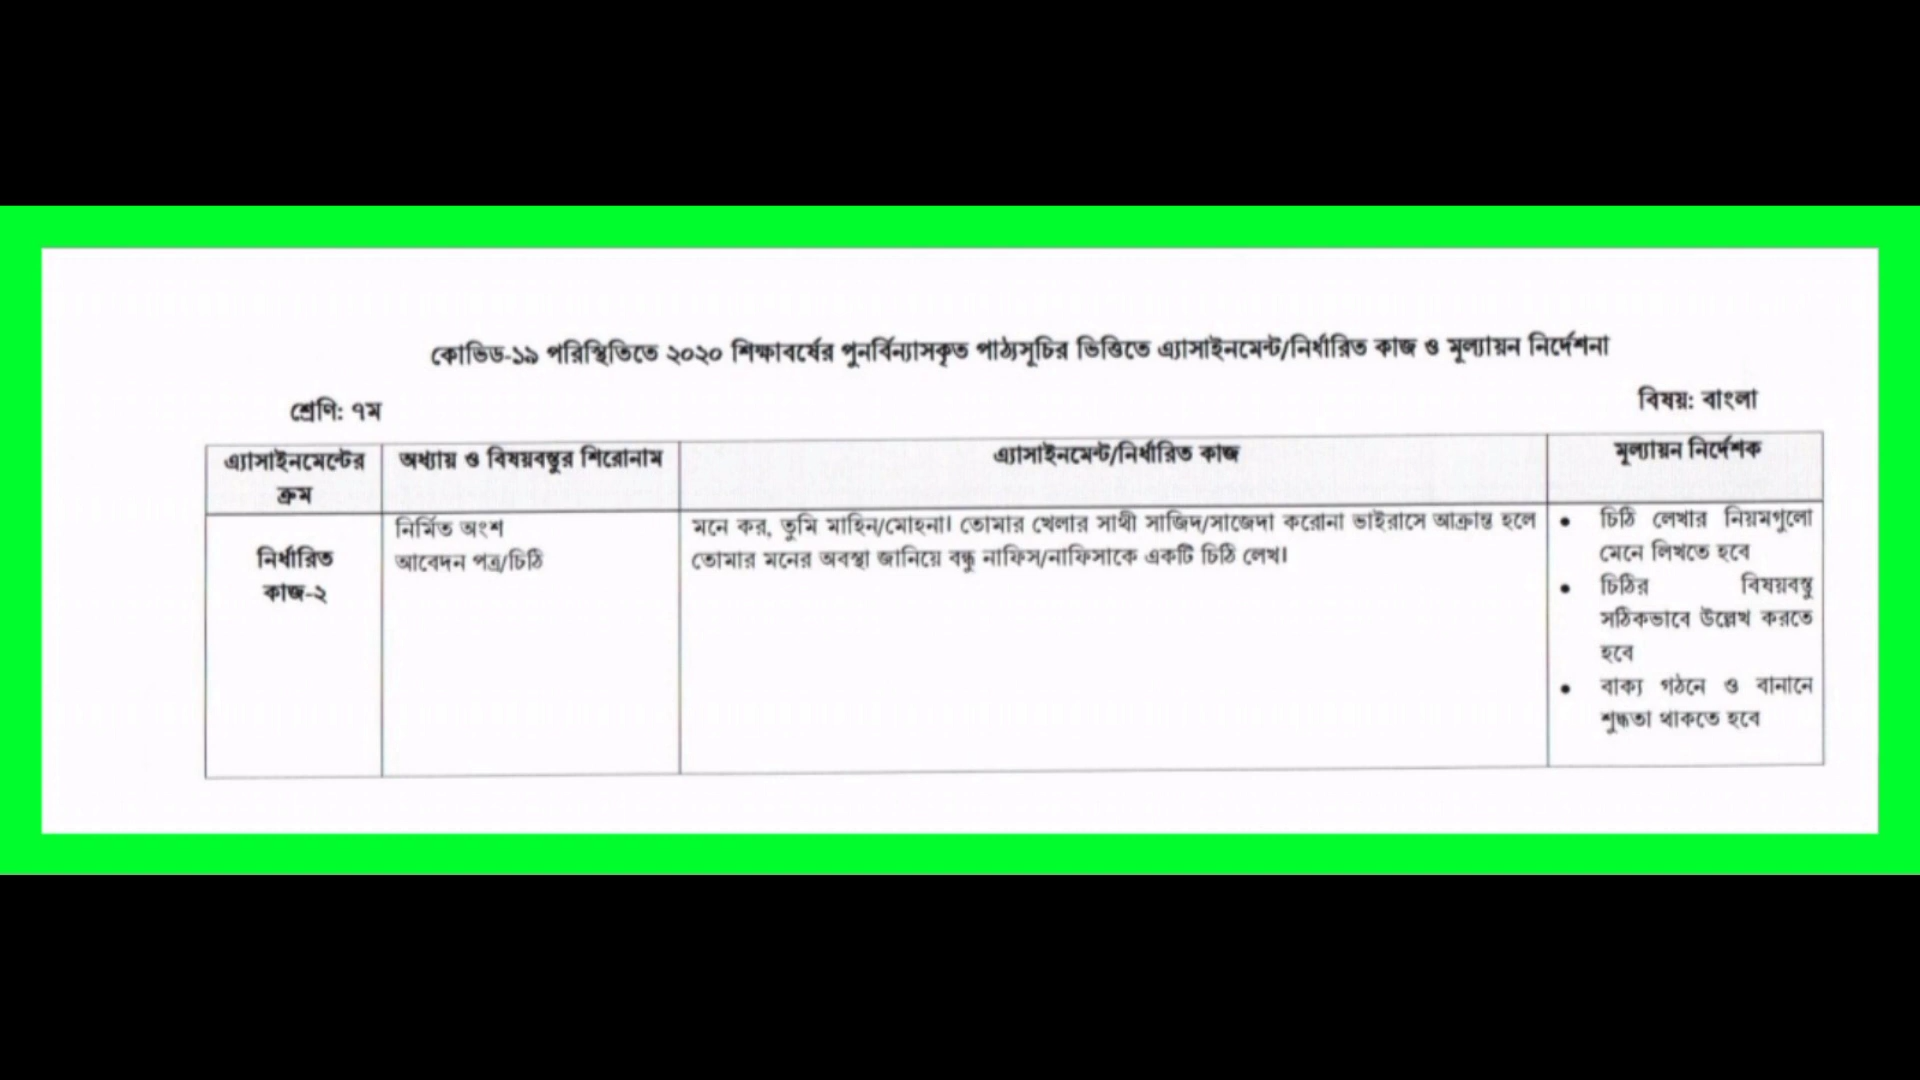 কোভিড-১৯ পরিস্থিতিতে ২০২০ শিক্ষাবর্ষের পুনর্বিন্যাসকৃত পাঠ্যসূচির ভিত্তিতে এ্যাসাইনমেন্ট/নির্ধারিত কাজ ও মূল্যায়ন নির্দেশনা
শ্রেণি: ৭ম
বিষয়: বাংলা
এ্যাসাইনমেন্টের
ক্রম
অধ্যায় ও বিষয়বস্তুর শিরোনাম
এ্যাসাইনমেন্ট/নির্ধারিত কাজ
মূল্যায়ন নির্দেশক
নির্ধারিত
কাজ-২
নির্মিত অংশ
আবেদন পত্র/চিঠি
মনে কর, তুমি মাহিন/মোহনা। তোমার খেলার সাথী সাজিদ/সাজেদা করোনা ভাইরাসে আক্রান্ত হলে
তোমার মনের অবস্থা জানিয়ে বন্ধু নাফিস/নাফিসাকে একটি চিঠি লেখ।
• চিঠি লেখার নিয়মগুলো
মেনে লিখতে হবে
• চিঠির বিষয়বস্তু
সঠিকভাবে উল্লেখ করতে
হবে
• বাক্য গঠনে ও বানানে
শুদ্ধতা থাকতে হবে